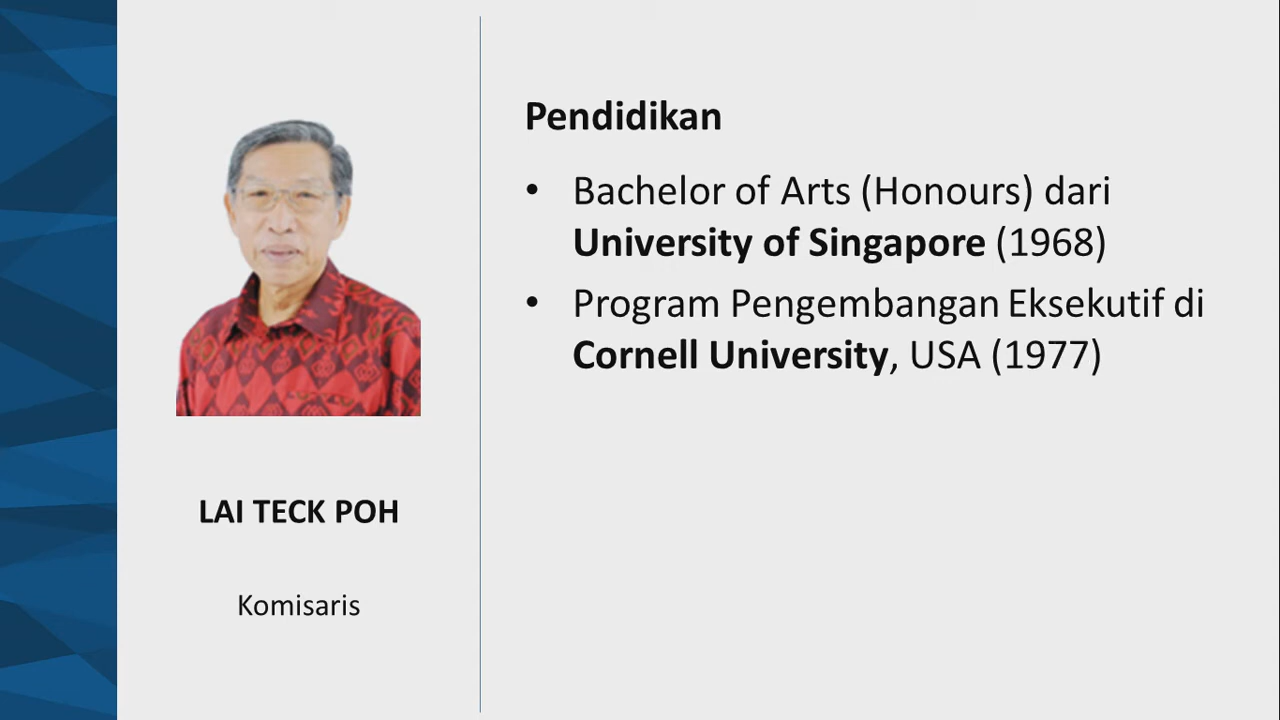 LAI TECK POH
Komisaris
Pendidikan
• Bachelor of Arts (Honours) dari
University of Singapore (1968)
• Program Pengembangan Eksekutif di
Cornell University, USA (1977)